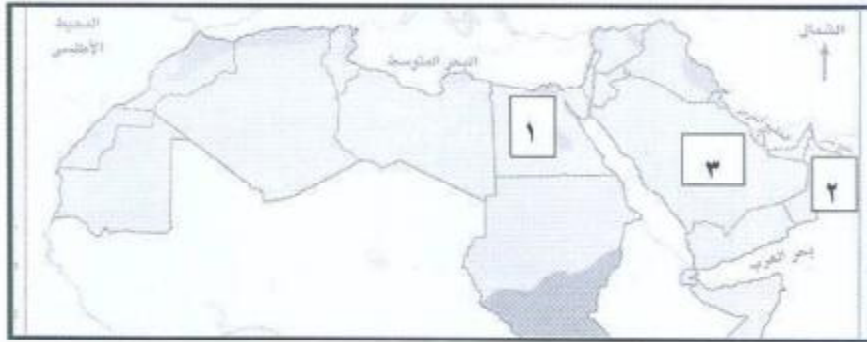 المحيط
الأطلسي
البحر المتوسط
الشمال
١
٣
٢
بحر العرب